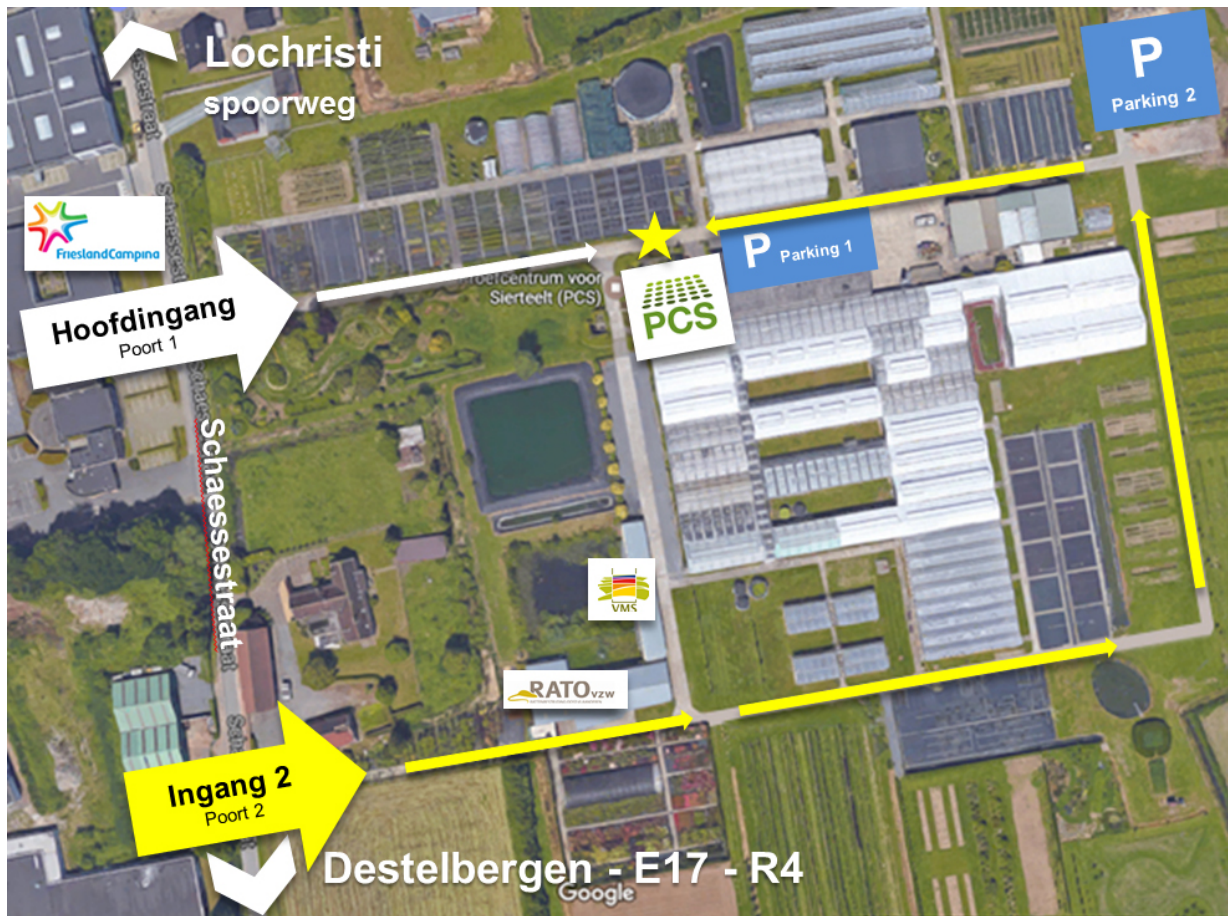 Lochristi
spoorweg
P
Parking 2
FrieslandCampina
Hoofdingang
Poort 1
P Parking 1
Proefcentrum voor
Sierteelt (PCS)
PCS
Schaessestraat
VMS
RATO vzw
Ingang 2
Poort 2
Destelbergen - E17 - R4
Google